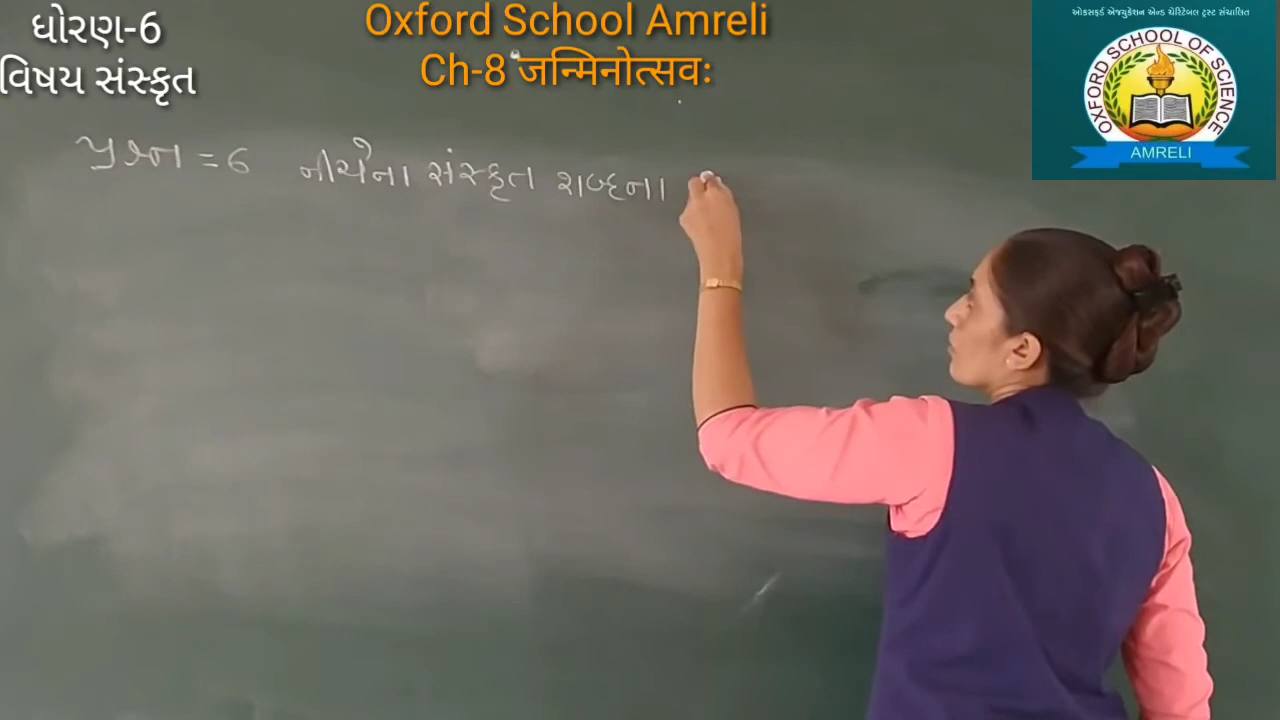 ધોરણ-6
વિષય સંસ્કૃત
Oxford School Amreli
Ch-8 जन्मिनोत्सवः
ઓક્સફર્ડ એજ્યુકેશન એન્ડ ચેરિટેબલ ટ્રસ્ટ સંચાલિત
OXFORD SCHOOL OF SCIENCE
AMRELI
પ્રશ્ન = 6 નીચેના સંસ્કૃત શબ્દના